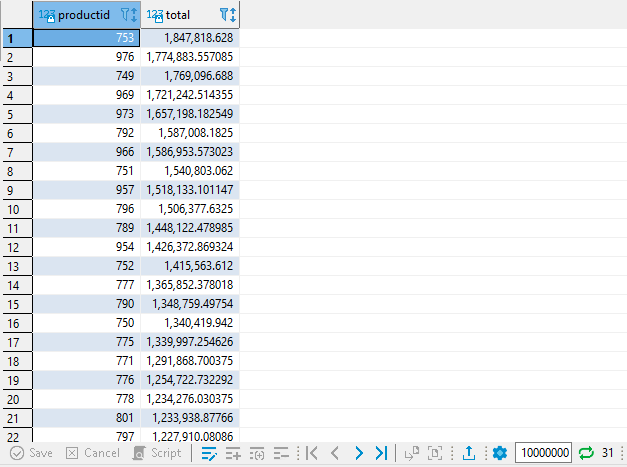 123 productid 123 total
1 753 1,847,818.628
2 976 1,774,883.557085
3 749 1,769,096.688
4 969 1,721,242.514355
5 973 1,657,198.182549
6 792 1,587,008.1825
7 966 1,586,953.573023
8 751 1,540,803.062
9 957 1,518,133.101147
10 796 1,506,377.6325
11 789 1,448,122.478985
12 954 1,426,372.869324
13 752 1,415,563.612
14 777 1,365,852.378018
15 790 1,348,759.49754
16 750 1,340,419.942
17 775 1,339,997.254626
18 771 1,291,868.700375
19 776 1,254,722.732292
20 778 1,234,276.030375
21 801 1,233,938.87766
22 797 1,227,910.08086
Save Cancel Script 10000000 31